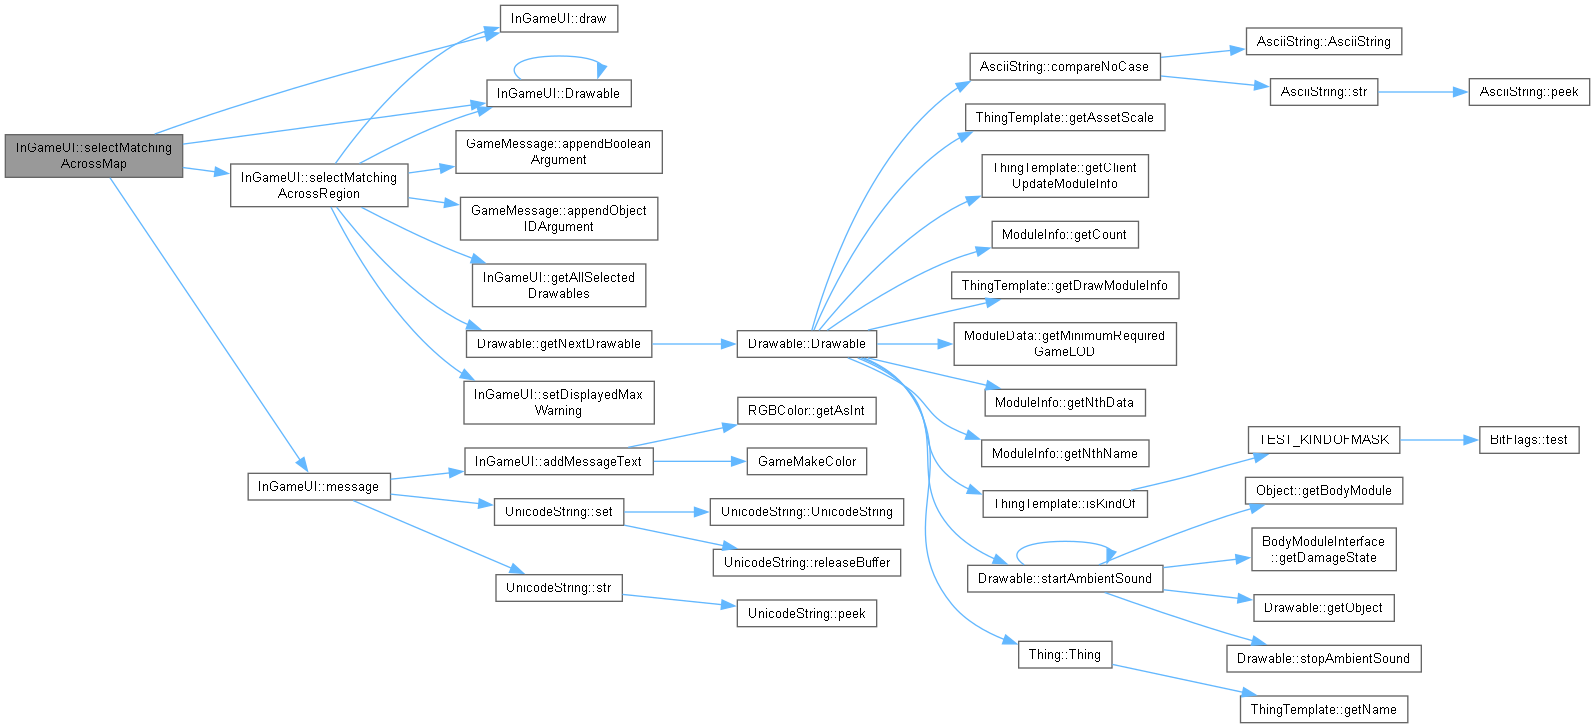 InGameUI::selectMatching
AcrossMap
InGameUI::draw
InGameUI::Drawable
InGameUI::selectMatching
AcrossRegion
GameMessage::appendBoolean
Argument
GameMessage::appendObject
IDArgument
InGameUI::getAllSelected
Drawables
Drawable::getNextDrawable
InGameUI::setDisplayedMax
Warning
InGameUI::message
InGameUI::addMessageText
UnicodeString::set
UnicodeString::str
Drawable::Drawable
RGBColor::getAsInt
GameMakeColor
UnicodeString::UnicodeString
UnicodeString::releaseBuffer
UnicodeString::peek
AsciiString::compareNoCase
ThingTemplate::getAssetScale
ThingTemplate::getClient
UpdateModuleInfo
ModuleInfo::getCount
ThingTemplate::getDrawModuleInfo
ModuleData::getMinimumRequired
GameLOD
ModuleInfo::getNthData
ModuleInfo::getNthName
ThingTemplate::isKindOf
Drawable::startAmbientSound
Thing::Thing
AsciiString::AsciiString
AsciiString::str
AsciiString::peek
TEST_KINDOFMASK
BitFlags::test
Object::getBodyModule
BodyModuleInterface
::getDamageState
Drawable::getObject
Drawable::stopAmbientSound
ThingTemplate::getName